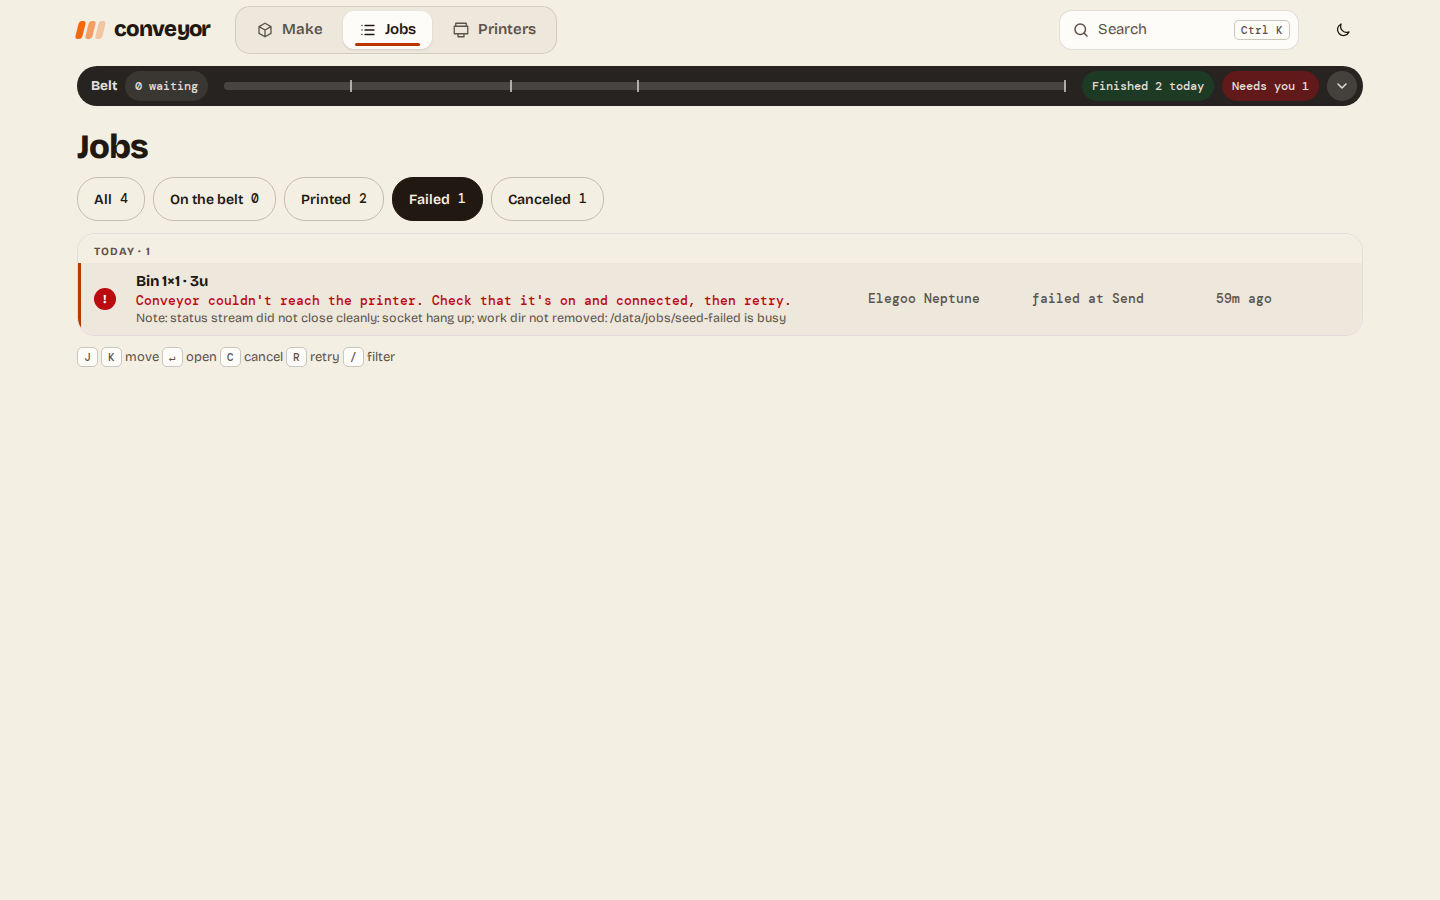 conveyor
Make
Jobs
Printers
Search
Ctrl K
Belt
0 waiting
Finished 2 today
Needs you 1
Jobs
All 4
On the belt 0
Printed 2
Failed 1
Canceled 1
TODAY · 1
!
Bin 1×1 · 3u
Conveyor couldn't reach the printer. Check that it's on and connected, then retry.
Note: status stream did not close cleanly: socket hang up; work dir not removed: /data/jobs/seed-failed is busy
Elegoo Neptune
failed at Send
59m ago
J K move ↵ open C cancel R retry / filter